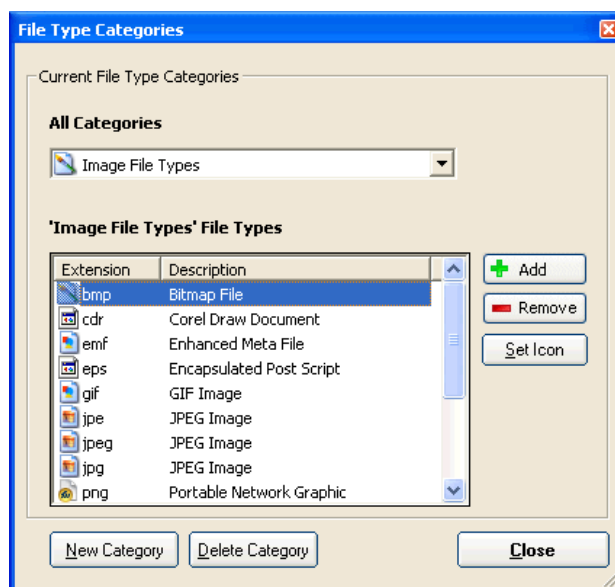 File Type Categories
Current File Type Categories
All Categories
Image File Types
'Image File Types' File Types
Extension Description
bmp Bitmap File
cdr Corel Draw Document
emf Enhanced Meta File
eps Encapsulated Post Script
gif GIF Image
jpe JPEG Image
jpeg JPEG Image
jpg JPEG Image
png Portable Network Graphic
Add
Remove
Set Icon
New Category Delete Category Close